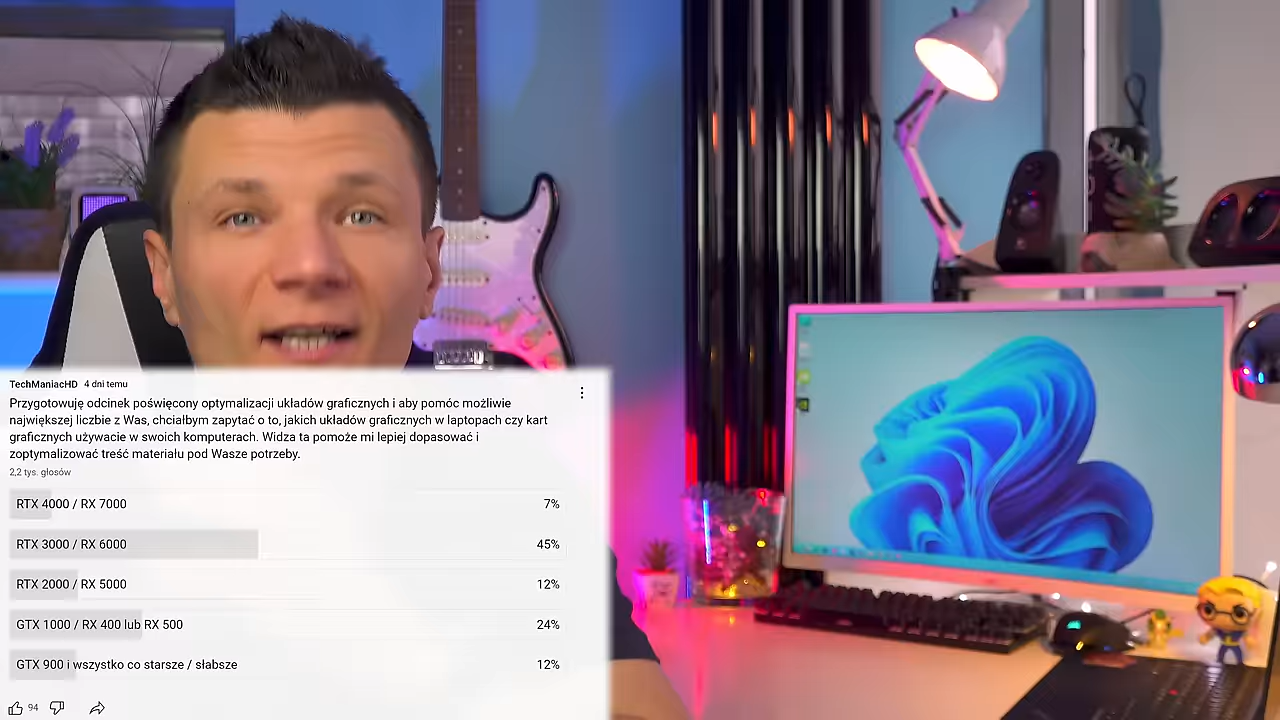 TechManiacHD 4 dni temu
Przygotowuję odcinek poświęcony optymalizacji układów graficznych i aby pomóc możliwie
największej liczbie z Was, chciałbym zapytać o to, jakich układów graficznych w laptopach czy kart
graficznych używacie w swoich komputerach. Widza ta pomoże mi lepiej dopasować i
zoptymalizować treść materiału pod Wasze potrzeby.
2,2 tys. głosów
RTX 4000 / RX 7000 7%
RTX 3000 / RX 6000 45%
RTX 2000 / RX 5000 12%
GTX 1000 / RX 400 lub RX 500 24%
GTX 900 i wszystko co starsze / słabsze 12%
94